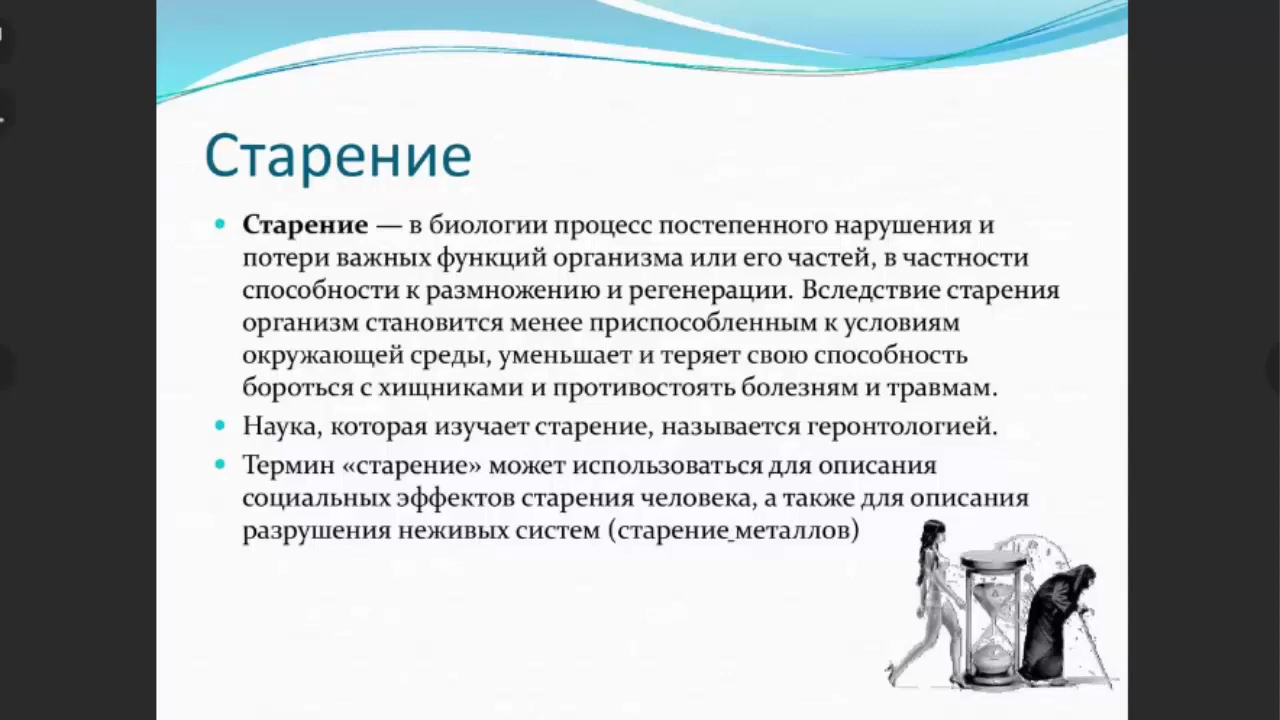 Старение
• Старение — в биологии процесс постепенного нарушения и
потери важных функций организма или его частей, в частности
способности к размножению и регенерации. Вследствие старения
организм становится менее приспособленным к условиям
окружающей среды, уменьшает и теряет свою способность
бороться с хищниками и противостоять болезням и травмам.
• Наука, которая изучает старение, называется геронтологией.
• Термин «старение» может использоваться для описания
социальных эффектов старения человека, а также для описания
разрушения неживых систем (старение металлов)